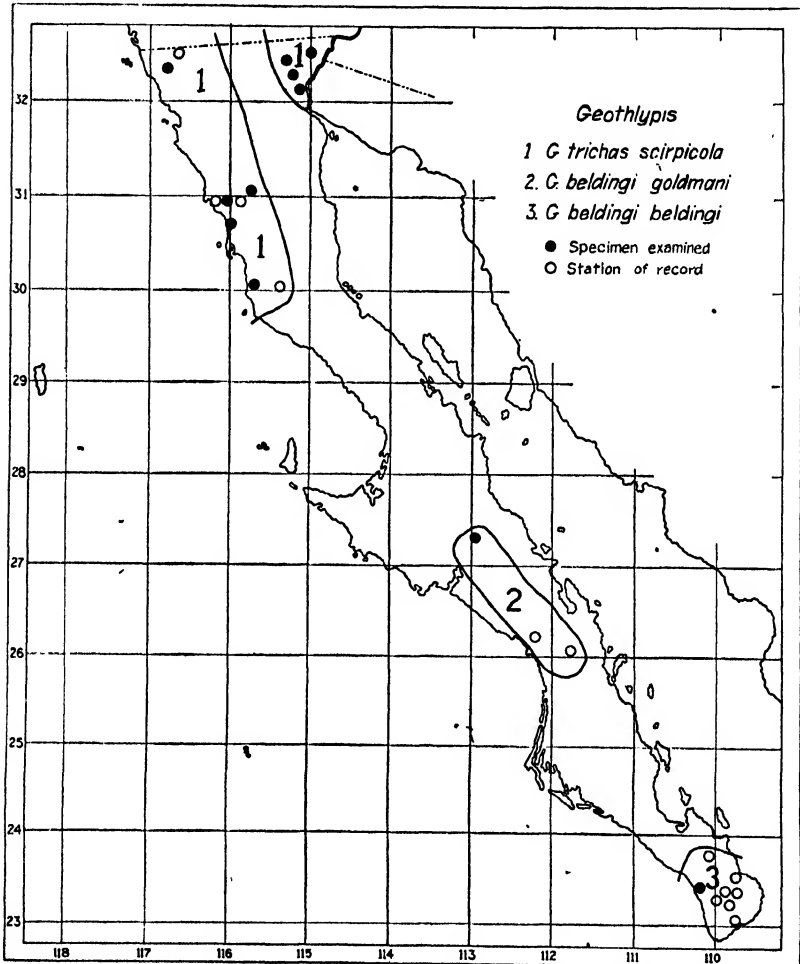 Geothlypis
1 G trichas scirpicola
2. G. beldingi goldmani
3. G beldingi beldingi
● Specimen examined
○ Station of record
1
1
1
2
3
32
31
30
29
28
27
26
25
24
23
118 117 116 115 114 113 112 111 110